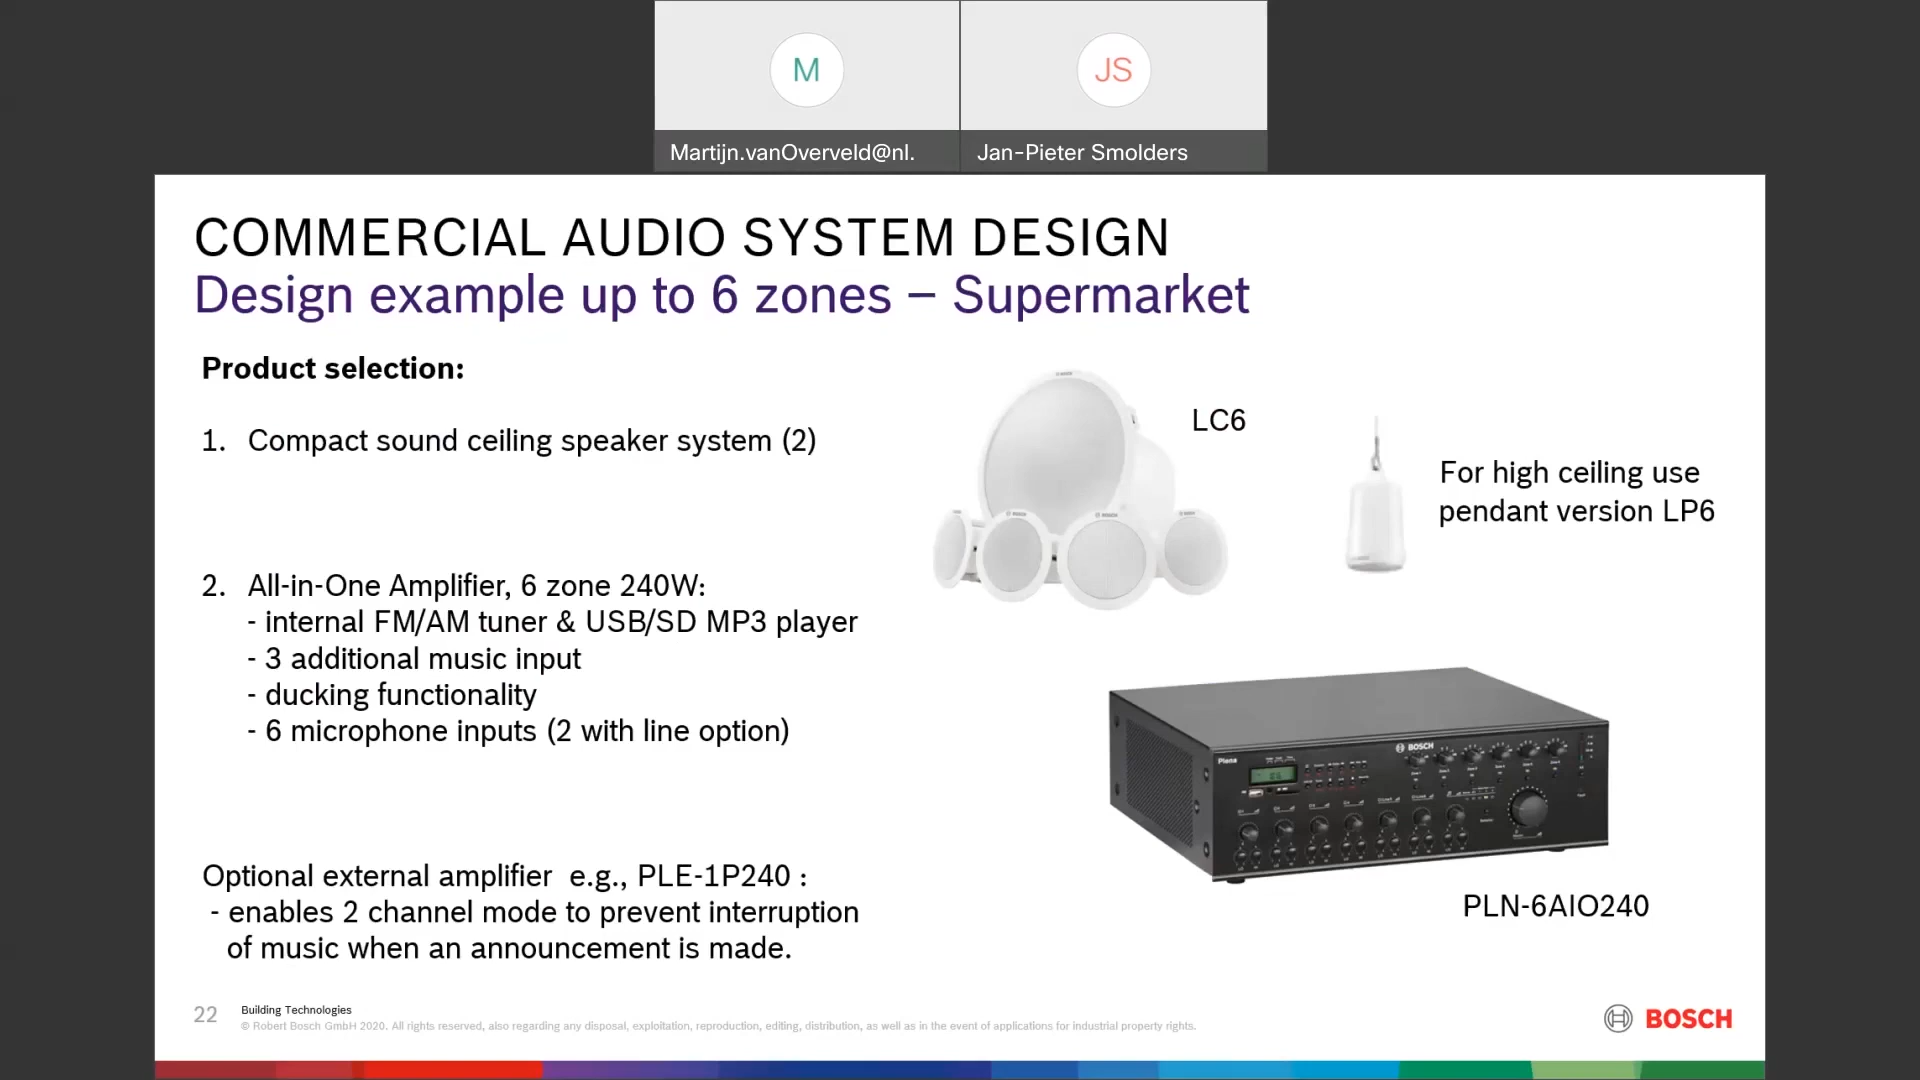 M
JS
Martijn.vanOverveld@nl.
Jan-Pieter Smolders
COMMERCIAL AUDIO SYSTEM DESIGN
Design example up to 6 zones – Supermarket
Product selection:
1. Compact sound ceiling speaker system (2)
LC6
For high ceiling use
pendant version LP6
2. All-in-One Amplifier, 6 zone 240W:
- internal FM/AM tuner & USB/SD MP3 player
- 3 additional music input
- ducking functionality
- 6 microphone inputs (2 with line option)
Plena
BOSCH
PLN-6AIO240
Optional external amplifier e.g., PLE-1P240 :
- enables 2 channel mode to prevent interruption
of music when an announcement is made.
22
Building Technologies
© Robert Bosch GmbH 2020. All rights reserved, also regarding any disposal, exploitation, reproduction, editing, distribution, as well as in the event of applications for industrial property rights.
BOSCH